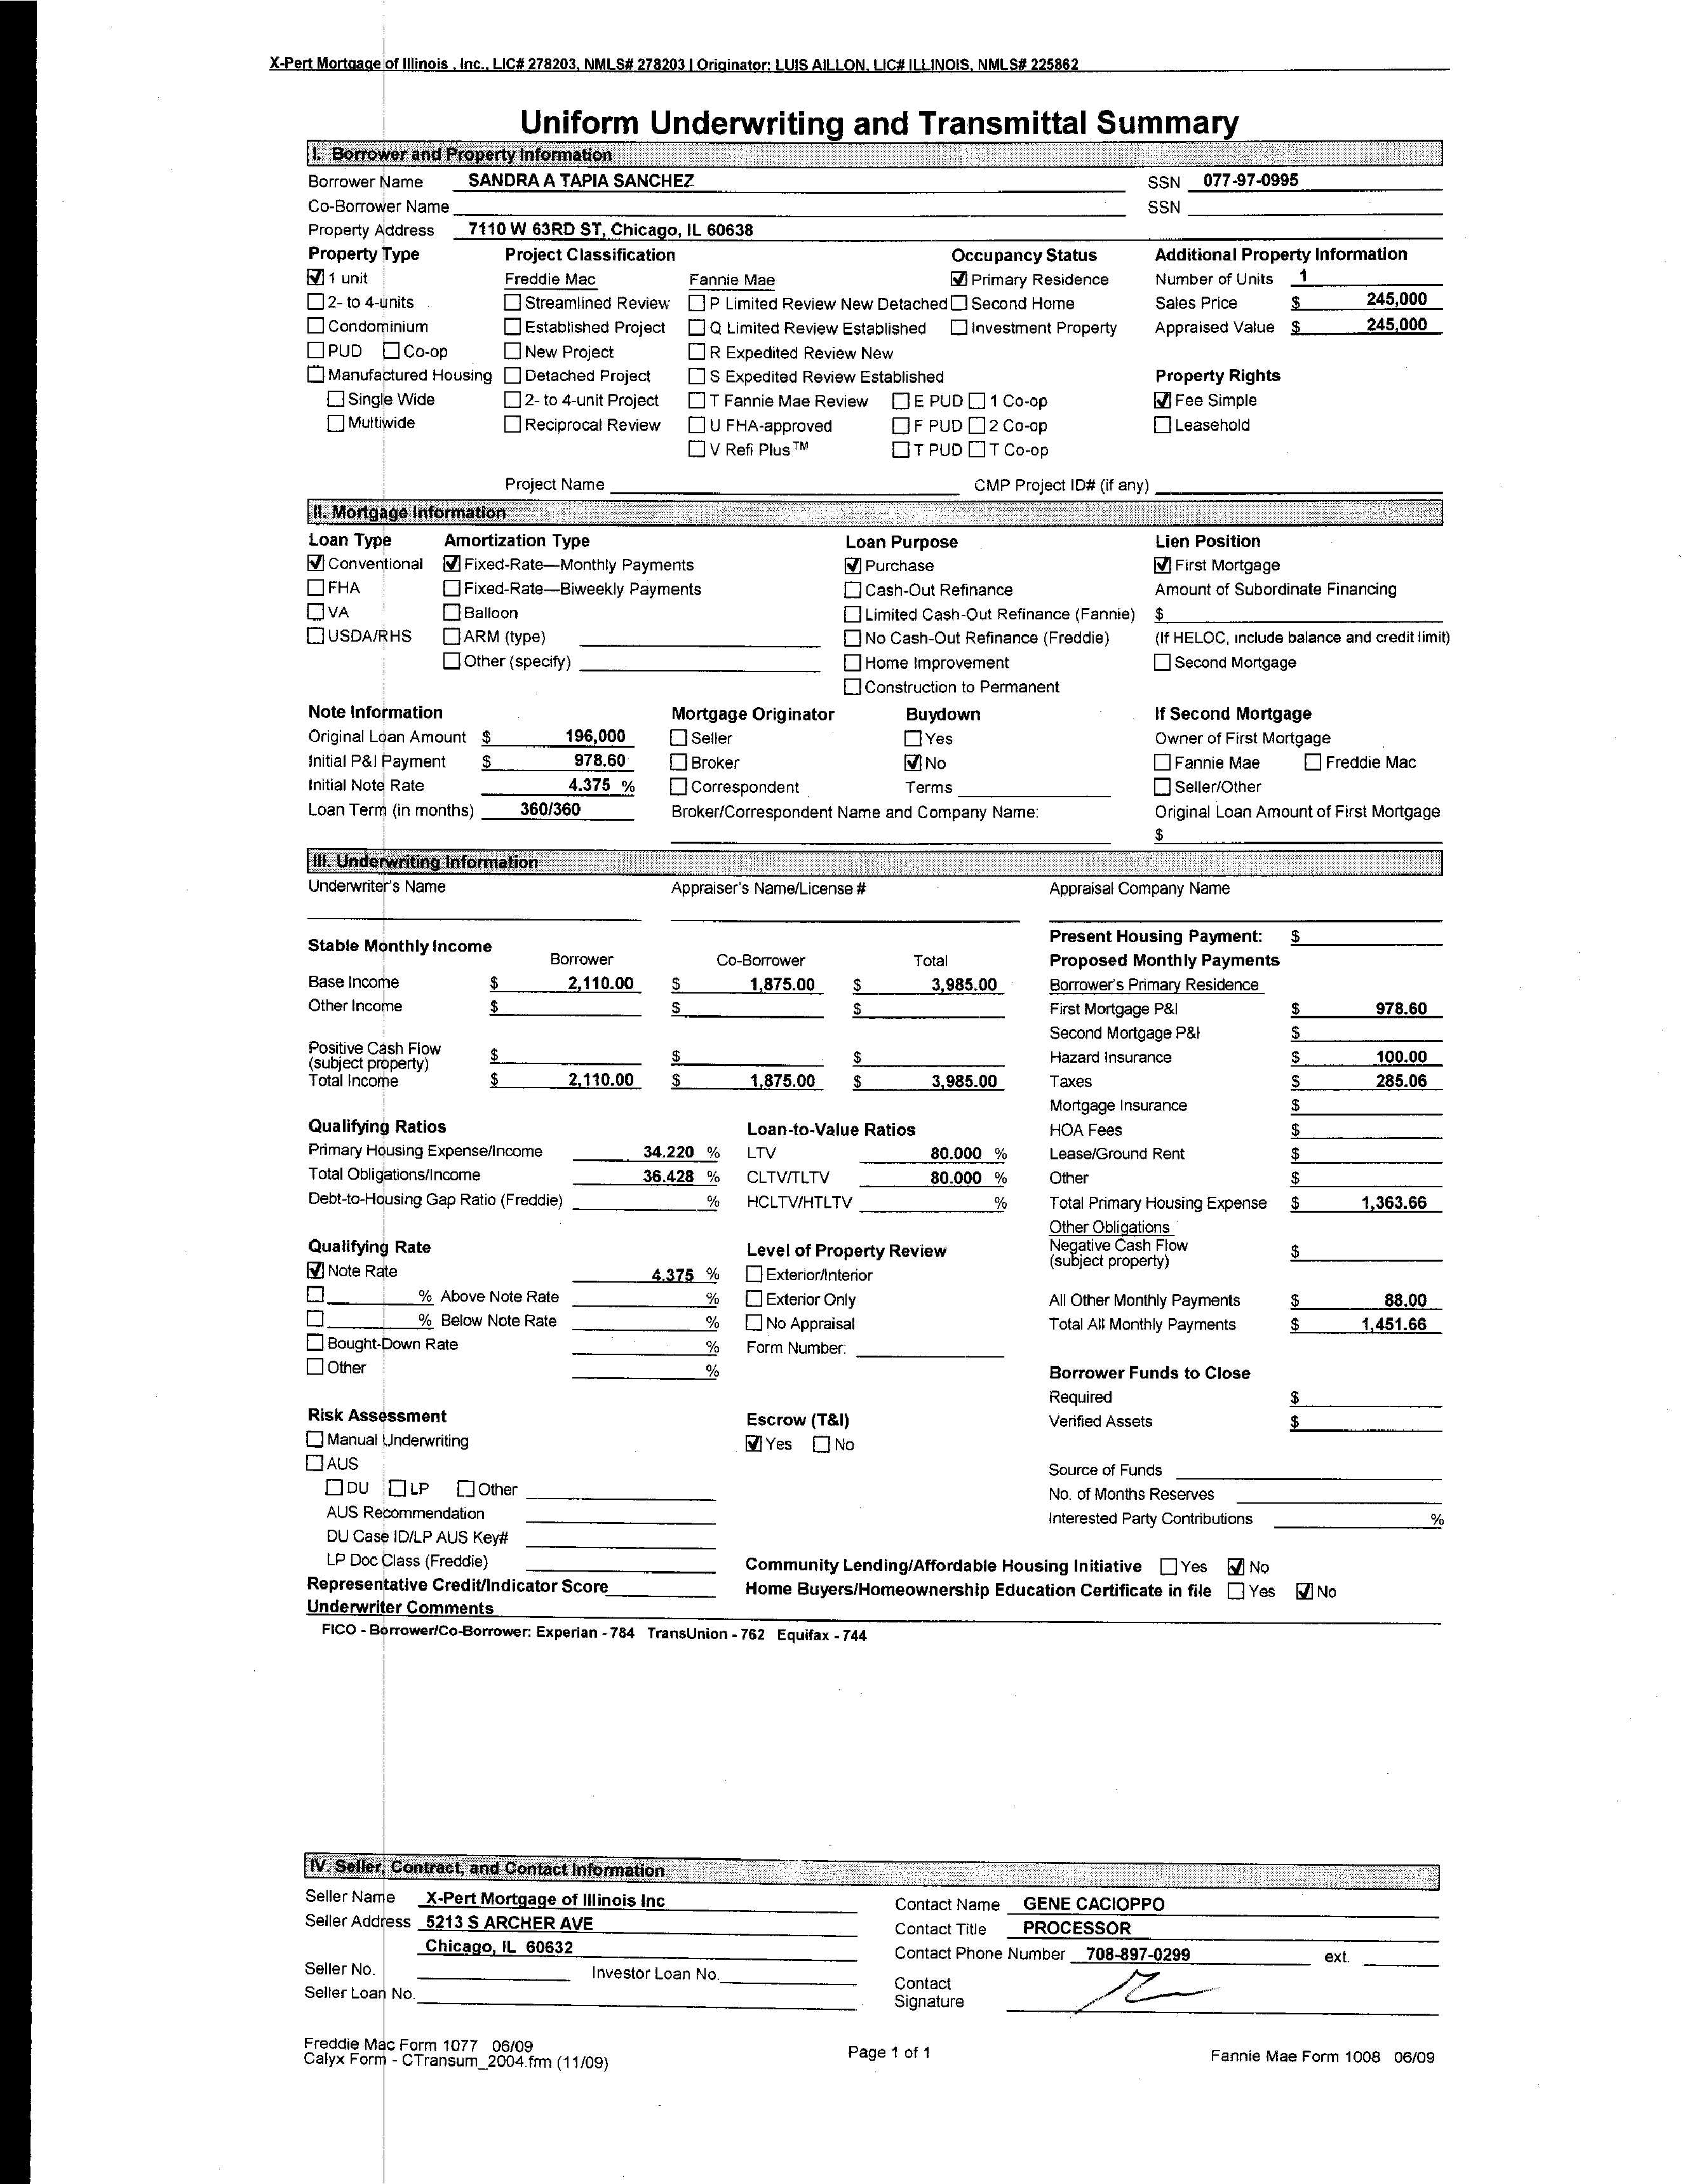 X-Pert Mortgage of Illinois , Inc., LIC# 278203, NMLS# 278203 | Originator: LUIS AILLON, LIC# ILLINOIS, NMLS# 225862
Uniform Underwriting and Transmittal Summary
I. Borrower and Property Information
Borrower Name SANDRA A TAPIA SANCHEZ SSN 077-97-0995
Co-Borrower Name SSN
Property Address 7110 W 63RD ST, Chicago, IL 60638
Property Type Project Classification Occupancy Status Additional Property Information
1 unit Freddie Mac Fannie Mae Primary Residence Number of Units 1
2- to 4-units Streamlined Review P Limited Review New Detached Second Home Sales Price $ 245,000
Condominium Established Project Q Limited Review Established Investment Property Appraised Value $ 245,000
PUD Co-op New Project R Expedited Review New
Manufactured Housing Detached Project S Expedited Review Established Property Rights
Single Wide 2- to 4-unit Project T Fannie Mae Review E PUD 1 Co-op Fee Simple
Multiwide Reciprocal Review U FHA-approved F PUD 2 Co-op Leasehold
V Refi Plus™ T PUD T Co-op
Project Name CMP Project ID# (if any)
II. Mortgage Information
Loan Type Amortization Type Loan Purpose Lien Position
Conventional Fixed-Rate—Monthly Payments Purchase First Mortgage
FHA Fixed-Rate—Biweekly Payments Cash-Out Refinance Amount of Subordinate Financing
VA Balloon Limited Cash-Out Refinance (Fannie) $
USDA/RHS ARM (type) No Cash-Out Refinance (Freddie) (If HELOC, include balance and credit limit)
Other (specify) Home Improvement Second Mortgage
Construction to Permanent
Note Information Mortgage Originator Buydown If Second Mortgage
Original Loan Amount $ 196,000 Seller Yes Owner of First Mortgage
Initial P&I Payment $ 978.60 Broker No Fannie Mae Freddie Mac
Initial Note Rate 4.375 % Correspondent Terms Seller/Other
Loan Term (in months) 360/360 Broker/Correspondent Name and Company Name: Original Loan Amount of First Mortgage
$
III. Underwriting Information
Underwriter's Name Appraiser's Name/License # Appraisal Company Name
Present Housing Payment: $
Stable Monthly Income
Borrower Co-Borrower Total Proposed Monthly Payments
Base Income $ 2,110.00 $ 1,875.00 $ 3,985.00 Borrower's Primary Residence
Other Income $ $ $ First Mortgage P&I $ 978.60
Second Mortgage P&I $
Positive Cash Flow
(subject property) $ $ $ Hazard Insurance $ 100.00
Total Income $ 2,110.00 $ 1,875.00 $ 3,985.00 Taxes $ 285.06
Mortgage Insurance $
Qualifying Ratios Loan-to-Value Ratios HOA Fees $
Primary Housing Expense/Income 34.220 % LTV 80.000 % Lease/Ground Rent $
Total Obligations/Income 36.428 % CLTV/TLTV 80.000 % Other $
Debt-to-Housing Gap Ratio (Freddie) % HCLTV/HTLTV % Total Primary Housing Expense $ 1,363.66
Other Obligations
Qualifying Rate Level of Property Review Negative Cash Flow
(subject property) $
Note Rate 4.375 % Exterior/Interior
% Above Note Rate % Exterior Only All Other Monthly Payments $ 88.00
% Below Note Rate % No Appraisal Total All Monthly Payments $ 1,451.66
Bought-Down Rate % Form Number:
Other % Borrower Funds to Close
Required $
Risk Assessment Escrow (T&I) Verified Assets $
Manual Underwriting Yes No
AUS Source of Funds
DU LP Other No. of Months Reserves
AUS Recommendation Interested Party Contributions %
DU Case ID/LP AUS Key#
LP Doc Class (Freddie) Community Lending/Affordable Housing Initiative Yes No
Representative Credit/Indicator Score Home Buyers/Homeownership Education Certificate in file Yes No
Underwriter Comments
FICO - Borrower/Co-Borrower: Experian - 784 TransUnion - 762 Equifax - 744
IV. Seller, Contract, and Contact Information
Seller Name X-Pert Mortgage of Illinois Inc Contact Name GENE CACIOPPO
Seller Address 5213 S ARCHER AVE Contact Title PROCESSOR
Chicago, IL 60632 Contact Phone Number 708-897-0299 ext.
Seller No. Investor Loan No. Contact
Seller Loan No. Signature
Freddie Mac Form 1077 06/09
Calyx Form - CTransum_2004.frm (11/09) Page 1 of 1 Fannie Mae Form 1008 06/09